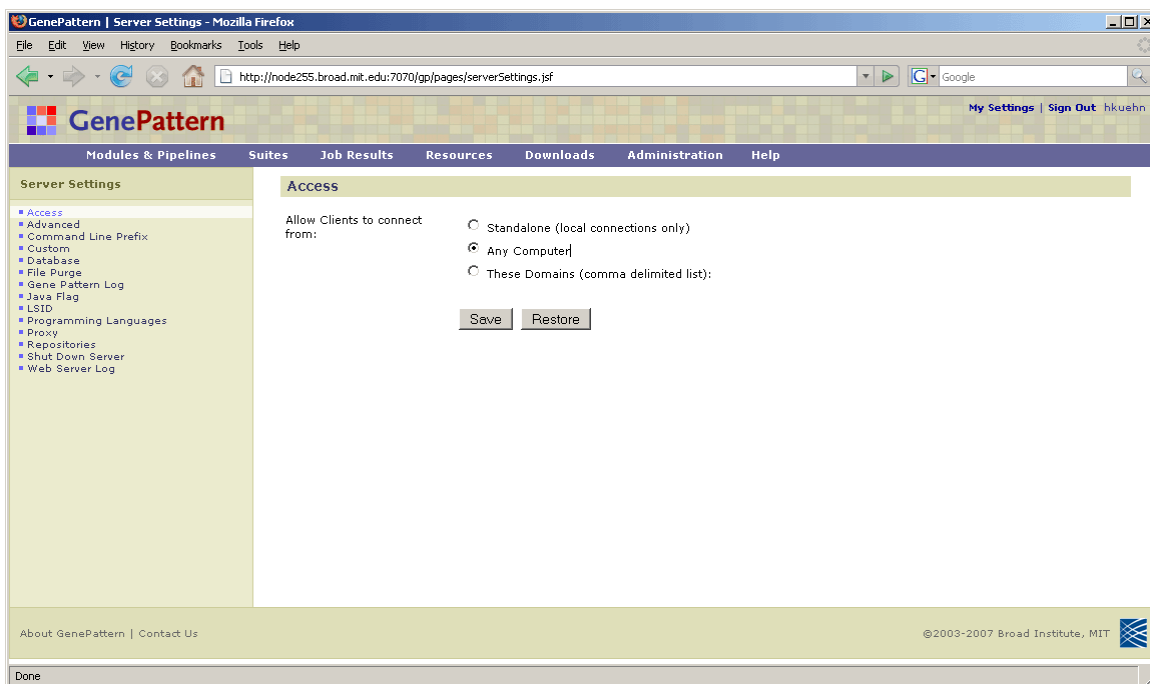 GenePattern | Server Settings - Mozilla Firefox
File Edit View History Bookmarks Tools Help
http://node255.broad.mit.edu:7070/gp/pages/serverSettings.jsf
G Google
My Settings | Sign Out hkuehn
GenePattern
Modules & Pipelines Suites Job Results Resources Downloads Administration Help
Server Settings
Access
Advanced
Command Line Prefix
Custom
Database
File Purge
Gene Pattern Log
Java Flag
LSID
Programming Languages
Proxy
Repositories
Shut Down Server
Web Server Log
Access
Allow Clients to connect
from:
Standalone (local connections only)
Any Computer
These Domains (comma delimited list):
Save Restore
About GenePattern | Contact Us
©2003-2007 Broad Institute, MIT
Done